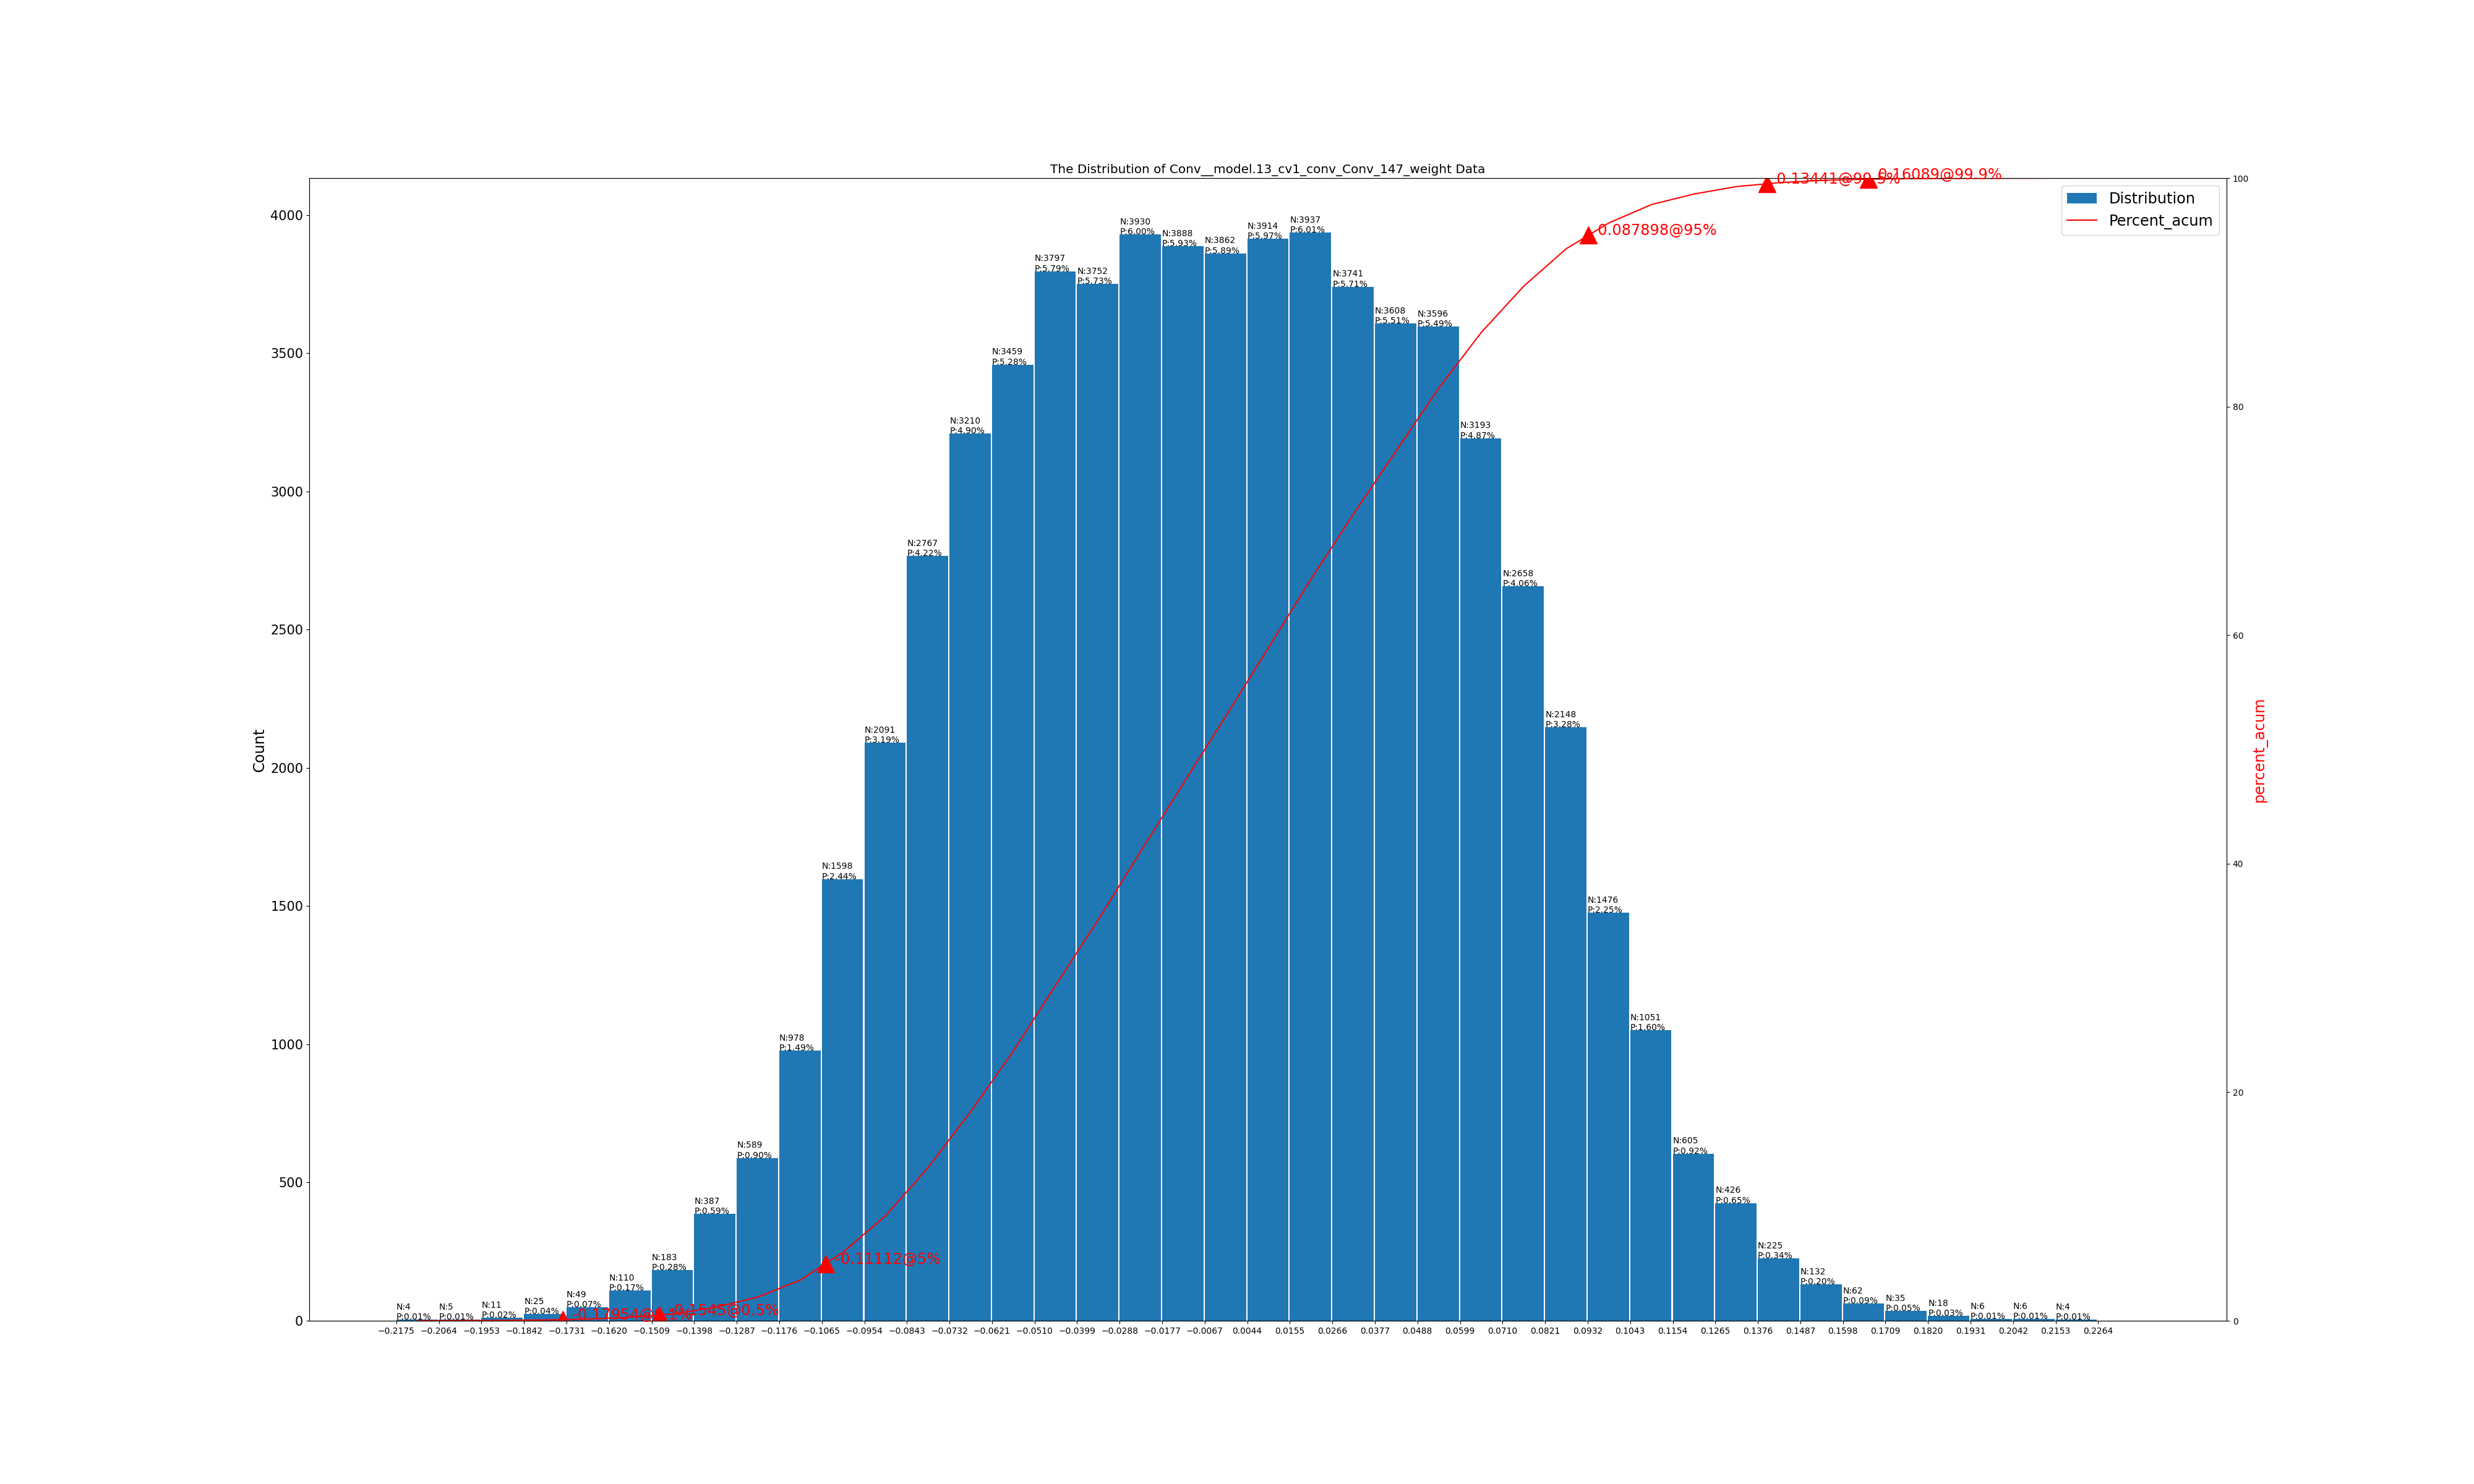 The Distribution of Conv__model.13_cv1_conv_Conv_147_weight Data
Distribution
Percent_acum
Count
percent_acum
4000
3500
3000
2500
2000
1500
1000
500
0
100
80
60
40
20
0
N:4
P:0.01%
N:5
P:0.01%
N:11
P:0.02%
N:25
P:0.04%
N:49
P:0.07%
N:110
P:0.17%
N:183
P:0.28%
N:387
P:0.59%
N:589
P:0.90%
N:978
P:1.49%
N:1598
P:2.44%
N:2091
P:3.19%
N:2767
P:4.22%
N:3210
P:4.90%
N:3459
P:5.28%
N:3797
P:5.79%
N:3752
P:5.73%
N:3930
P:6.00%
N:3888
P:5.93%
N:3862
P:5.89%
N:3914
P:5.97%
N:3937
P:6.01%
N:3741
P:5.71%
N:3608
P:5.51%
N:3596
P:5.49%
N:3193
P:4.87%
N:2658
P:4.06%
N:2148
P:3.28%
N:1476
P:2.25%
N:1051
P:1.60%
N:605
P:0.92%
N:426
P:0.65%
N:225
P:0.34%
N:132
P:0.20%
N:62
P:0.09%
N:35
P:0.05%
N:18
P:0.03%
N:6
P:0.01%
N:6
P:0.01%
N:4
P:0.01%
-0.17954@0.1%
-0.1545@0.5%
-0.11112@5%
0.087898@95%
0.13441@99.5%
0.16089@99.9%
−0.2175 −0.2064 −0.1953 −0.1842 −0.1731 −0.1620 −0.1509 −0.1398 −0.1287 −0.1176 −0.1065 −0.0954 −0.0843 −0.0732 −0.0621 −0.0510 −0.0399 −0.0288 −0.0177 −0.0067 0.0044 0.0155 0.0266 0.0377 0.0488 0.0599 0.0710 0.0821 0.0932 0.1043 0.1154 0.1265 0.1376 0.1487 0.1598 0.1709 0.1820 0.1931 0.2042 0.2153 0.2264